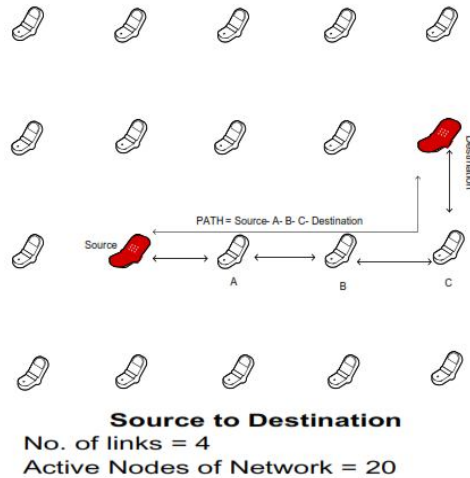 Destination
PATH = Source- A- B- C- Destination
Source
A
B
C
Source to Destination
No. of links = 4
Active Nodes of Network = 20